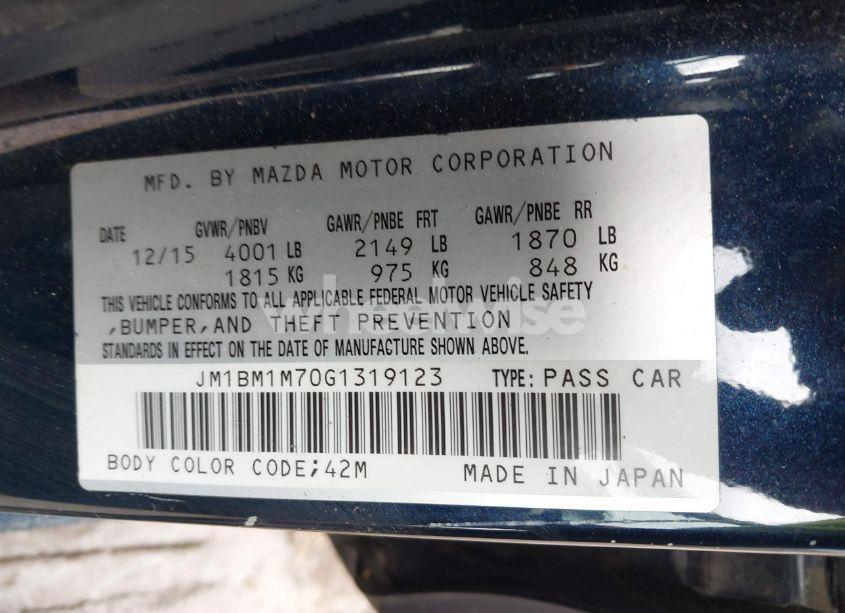 MFD. BY MAZDA MOTOR CORPORATION
DATE GVWR/PNBV GAWR/PNBE FRT GAWR/PNBE RR
12/15 4001 LB 2149 LB 1870 LB
1815 KG 975 KG 848 KG
THIS VEHICLE CONFORMS TO ALL APPLICABLE FEDERAL MOTOR VEHICLE SAFETY
,BUMPER,AND THEFT PREVENTION
STANDARDS IN EFFECT ON THE DATE OF MANUFACTURE SHOWN ABOVE.
JM1BM1M70G1319123 TYPE: PASS CAR
BODY COLOR CODE;42M MADE IN JAPAN